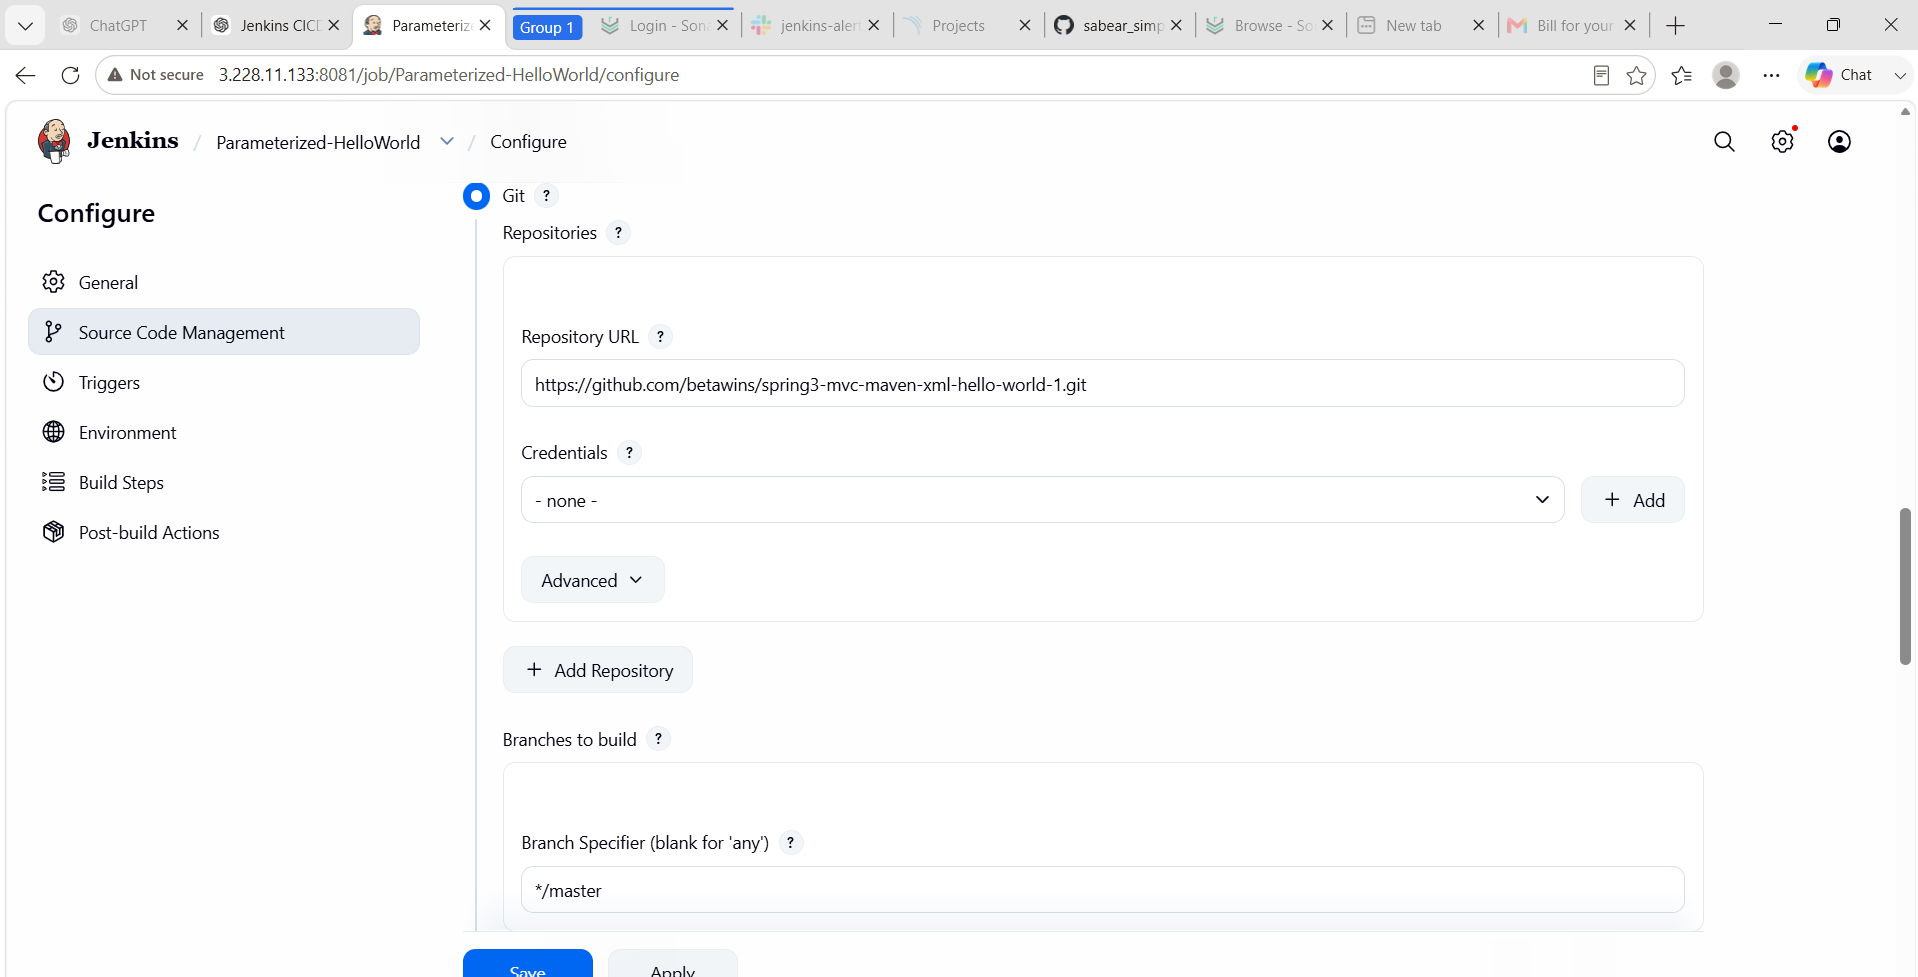 ChatGPT
Jenkins CICD
Parameterize
Group 1
Login - Sona
jenkins-alert
Projects
sabear_simp
Browse - So
New tab
Bill for your
Not secure
3.228.11.133:8081/job/Parameterized-HelloWorld/configure
Chat
Jenkins / Parameterized-HelloWorld / Configure
Configure
General
Source Code Management
Triggers
Environment
Build Steps
Post-build Actions
Git ?
Repositories ?
Repository URL ?
https://github.com/betawins/spring3-mvc-maven-xml-hello-world-1.git
Credentials ?
- none -
+ Add
Advanced
+ Add Repository
Branches to build ?
Branch Specifier (blank for 'any') ?
*/master
Save
Apply